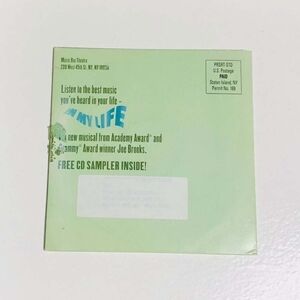 Music Box Theatre
239 West 45th St. NY, NY 10036
PRSRT STD
U.S. Postage
PAID
Staten Island, NY
Permit No. 169
Listen to the best music
you've heard in your life –
IN MY LIFE
new musical from Academy Award® and
Grammy® Award winner Joe Brooks.
FREE CD SAMPLER INSIDE!